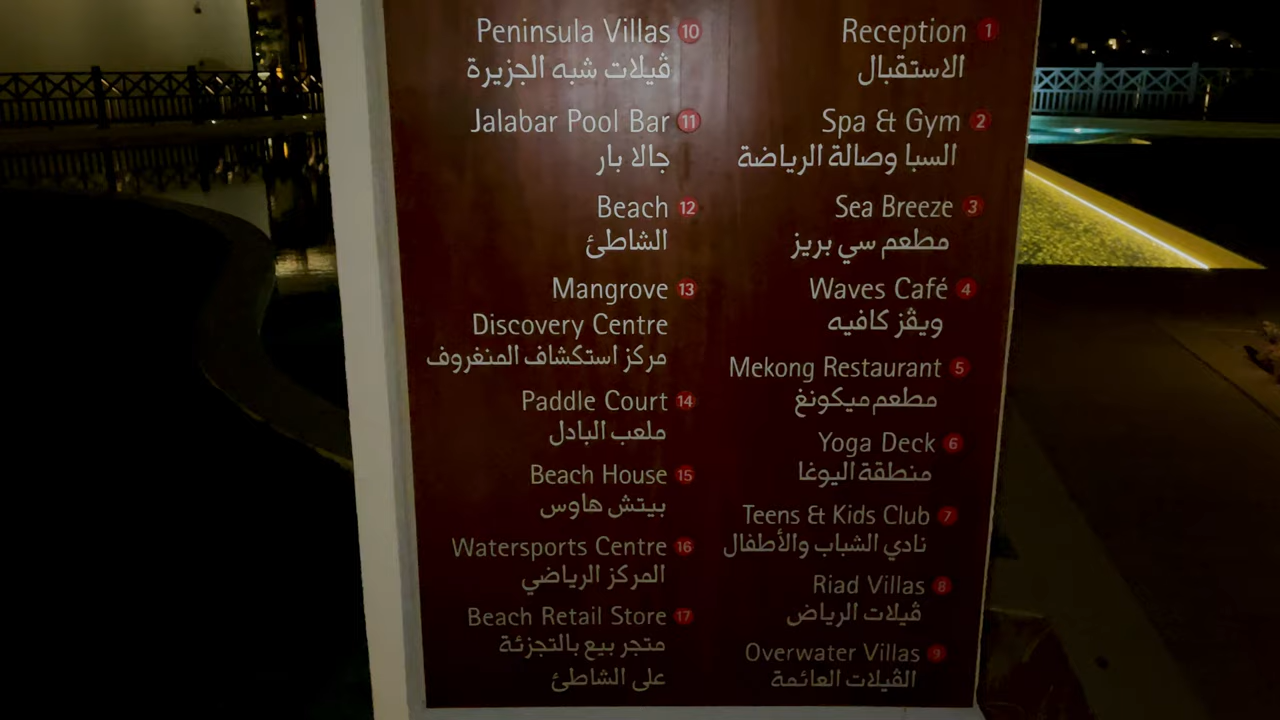 Reception 1
الاستقبال
Spa & Gym 2
السبا وصالة الرياضة
Sea Breeze 3
مطعم سي بريز
Waves Café 4
ويڤز كافيه
Mekong Restaurant 5
مطعم ميكونغ
Yoga Deck 6
منطقة اليوغا
Teens & Kids Club 7
نادي الشباب والأطفال
Riad Villas 8
ڤيلات الرياض
Overwater Villas 9
الڤيلات العائمة
Peninsula Villas 10
ڤيلات شبه الجزيرة
Jalabar Pool Bar 11
جالا بار
Beach 12
الشاطئ
Mangrove 13
Discovery Centre
مركز استكشاف المنغروف
Paddle Court 14
ملعب البادل
Beach House 15
بيتش هاوس
Watersports Centre 16
المركز الرياضي
Beach Retail Store 17
متجر بيع بالتجزئة
على الشاطئ